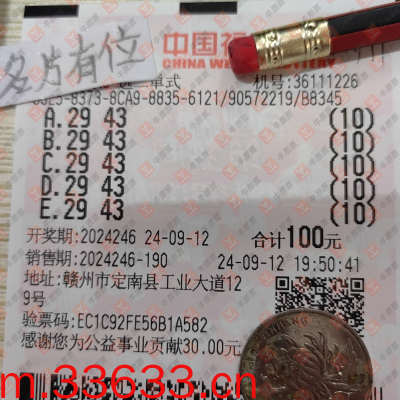 名片有位
中国福
CHINA WE
单式
机号:36111226
8373-8CA9-8835-6121/90572219/B8345
A.29 43 (10)
B.29 43 (10)
C.29 43 (10)
D.29 43 (10)
E.29 43 (10)
开奖期:2024246 24-09-12 合计100元
销售期:2024246-190 24-09-12 19:50:41
地址:赣州市定南县工业大道12
9号
验票码:EC1C92FE56B1A582
感谢您为公益事业贡献30.00元
m.33633.cn